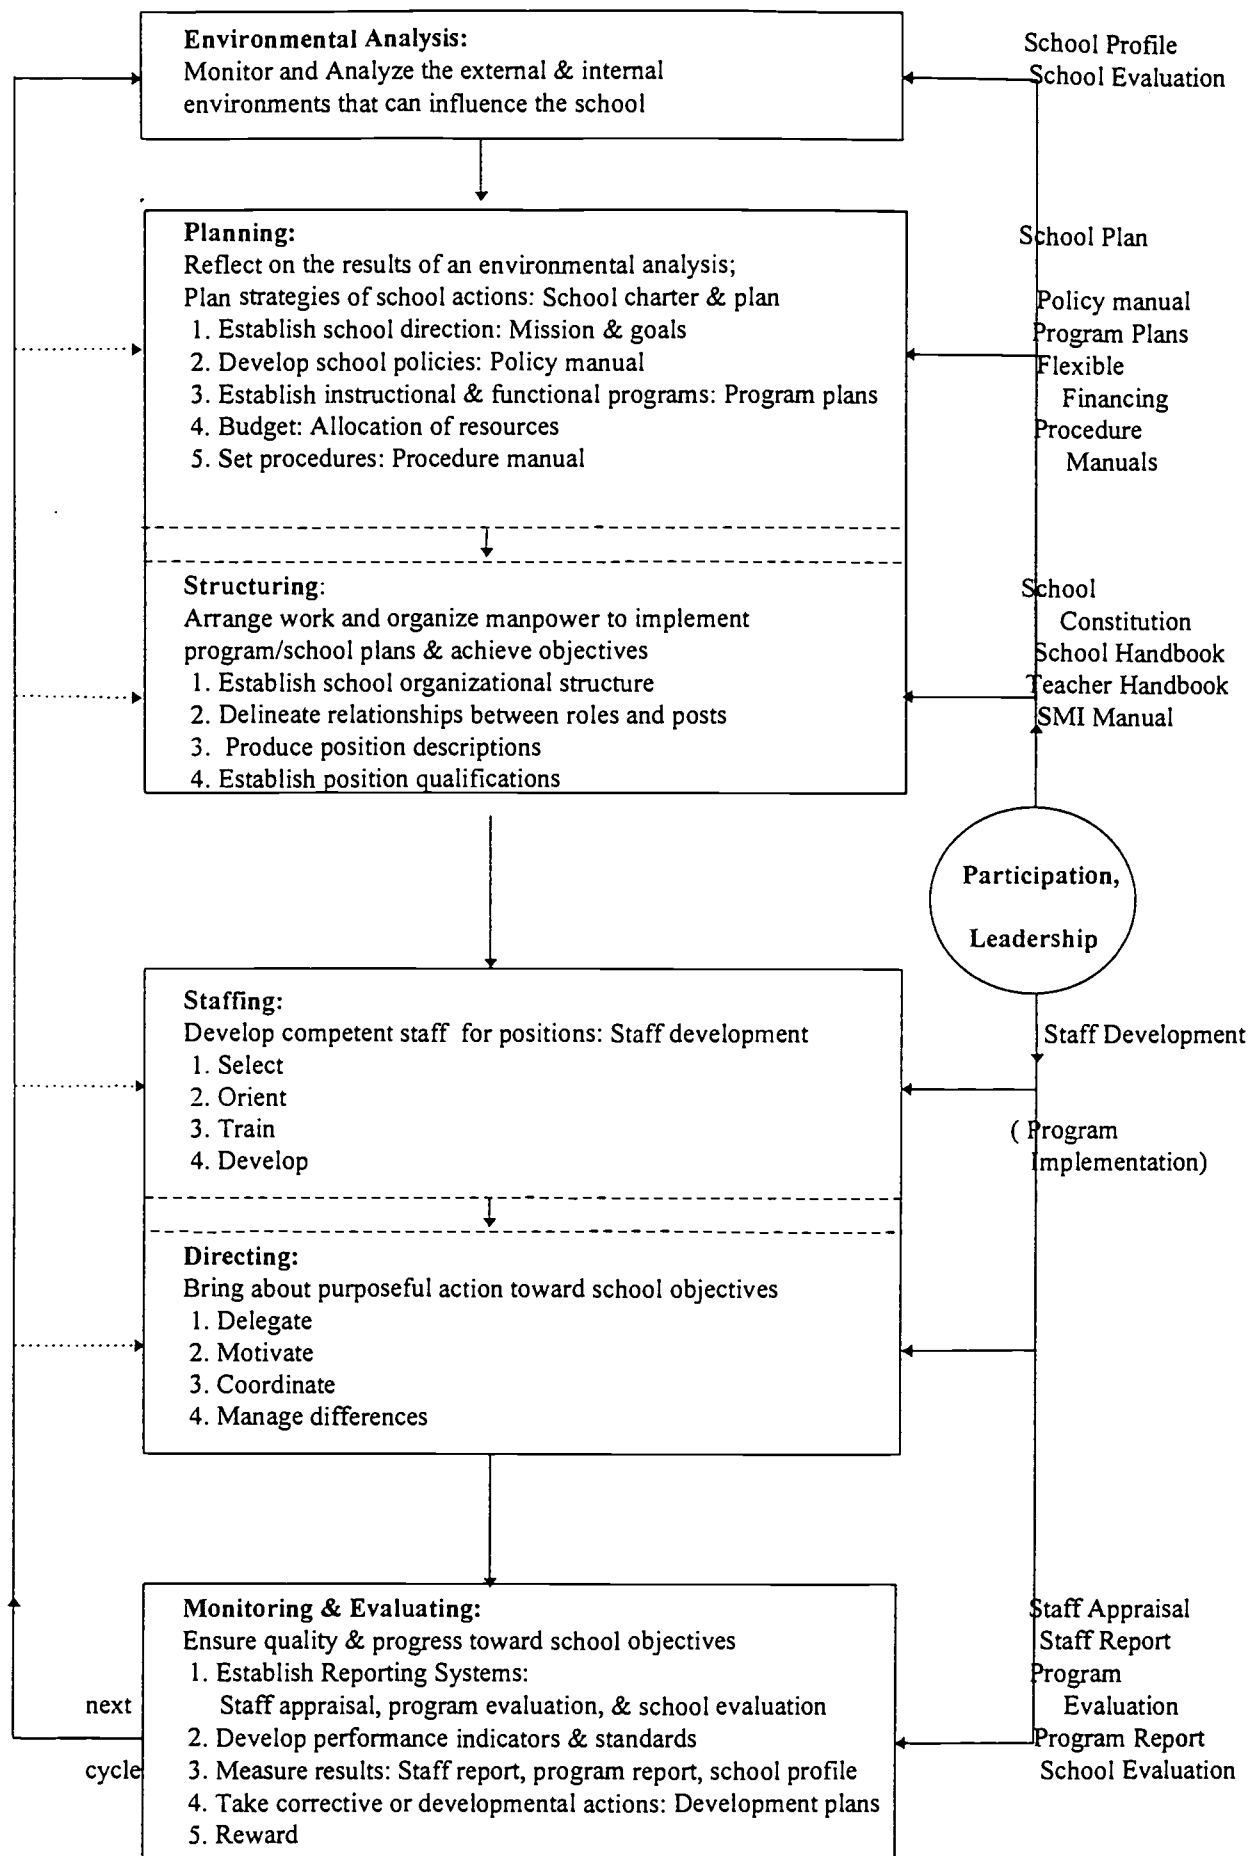 Environmental Analysis:
Monitor and Analyze the external & internal
environments that can influence the school
School Profile
School Evaluation
Planning:
Reflect on the results of an environmental analysis;
Plan strategies of school actions: School charter & plan
1. Establish school direction: Mission & goals
2. Develop school policies: Policy manual
3. Establish instructional & functional programs: Program plans
4. Budget: Allocation of resources
5. Set procedures: Procedure manual
School Plan
Policy manual
Program Plans
Flexible
Financing
Procedure
Manuals
Structuring:
Arrange work and organize manpower to implement
program/school plans & achieve objectives
1. Establish school organizational structure
2. Delineate relationships between roles and posts
3. Produce position descriptions
4. Establish position qualifications
School
Constitution
School Handbook
Teacher Handbook
SMI Manual
Participation,
Leadership
Staffing:
Develop competent staff for positions: Staff development
1. Select
2. Orient
3. Train
4. Develop
Staff Development
( Program
Implementation)
Directing:
Bring about purposeful action toward school objectives
1. Delegate
2. Motivate
3. Coordinate
4. Manage differences
Monitoring & Evaluating:
Ensure quality & progress toward school objectives
1. Establish Reporting Systems:
Staff appraisal, program evaluation, & school evaluation
2. Develop performance indicators & standards
3. Measure results: Staff report, program report, school profile
4. Take corrective or developmental actions: Development plans
5. Reward
next
cycle
Staff Appraisal
Staff Report
Program
Evaluation
Program Report
School Evaluation